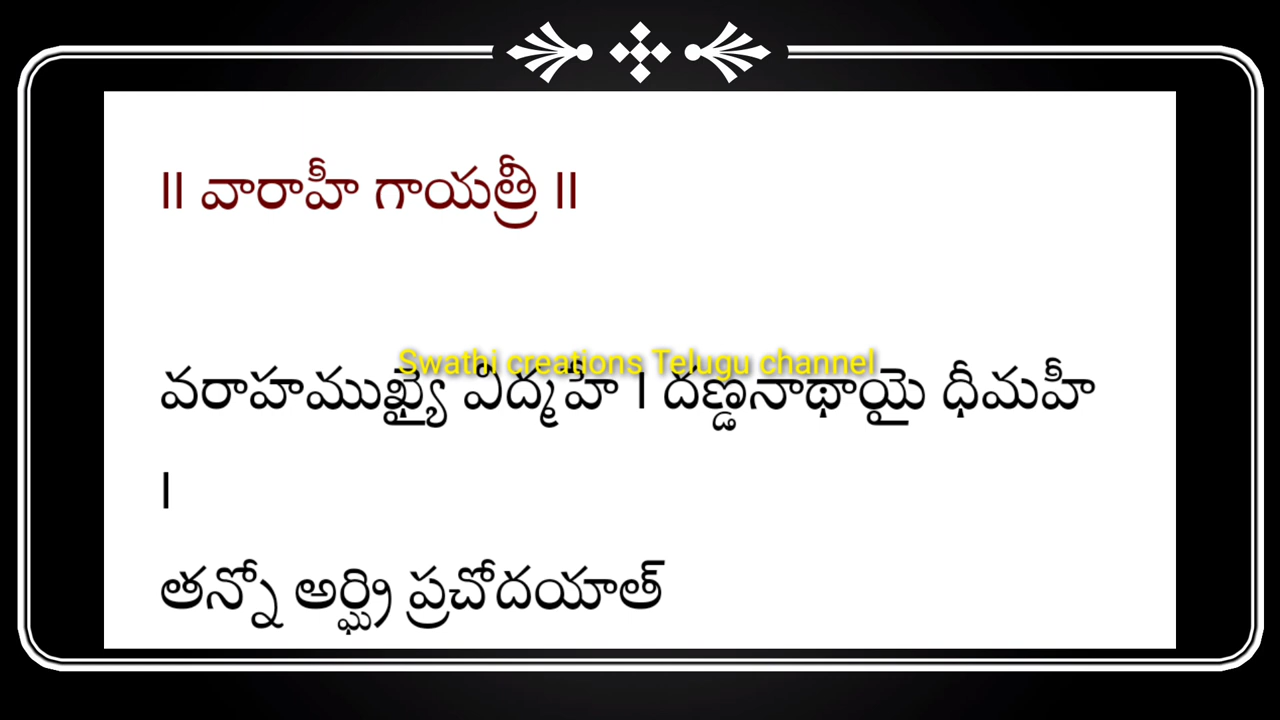 || వారాహీ గాయత్రీ ||
Swathi creations Telugu channel
వరాహముఖ్యై విద్మహే | దణ్డనాథాయై ధీమహీ
|
తన్నో అర్ఘ్రి ప్రచోదయాత్